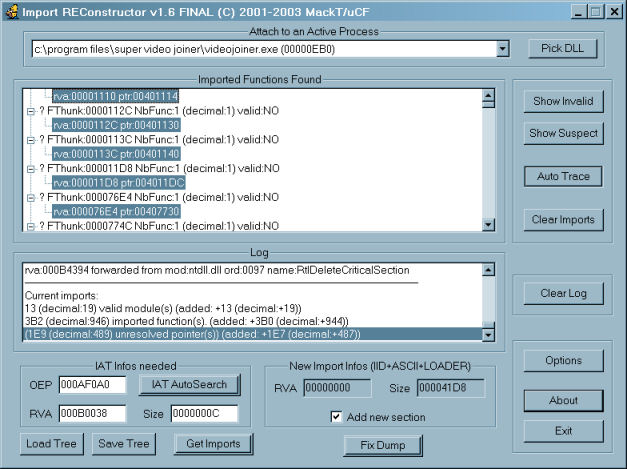 Import REConstructor v1.6 FINAL (C) 2001-2003 MackT/uCF
Attach to an Active Process
c:\program files\super video joiner\videojoiner.exe (00000EB0)
Pick DLL
Imported Functions Found
rva:00001110 ptr:00401114
? FThunk:0000112C NbFunc:1 (decimal:1) valid:NO
rva:0000112C ptr:00401130
? FThunk:0000113C NbFunc:1 (decimal:1) valid:NO
rva:0000113C ptr:00401140
? FThunk:000011D8 NbFunc:1 (decimal:1) valid:NO
rva:000011D8 ptr:004011DC
? FThunk:000076E4 NbFunc:1 (decimal:1) valid:NO
rva:000076E4 ptr:00407730
? FThunk:0000774C NbFunc:1 (decimal:1) valid:NO
Show Invalid
Show Suspect
Auto Trace
Clear Imports
Log
rva:000B4394 forwarded from mod:ntdll.dll ord:0097 name:RtlDeleteCriticalSection
Current imports:
13 (decimal:19) valid module(s) (added: +13 (decimal:+19))
3B2 (decimal:946) imported function(s). (added: +3B0 (decimal:+944))
(1E9 (decimal:489) unresolved pointer(s)) (added: +1E7 (decimal:+487))
Clear Log
IAT Infos needed
OEP 000AF0A0 IAT AutoSearch
RVA 000B0038 Size 0000000C
Load Tree Save Tree Get Imports
New Import Infos (IID+ASCII+LOADER)
RVA 00000000 Size 000041D8
Add new section
Fix Dump
Options
About
Exit